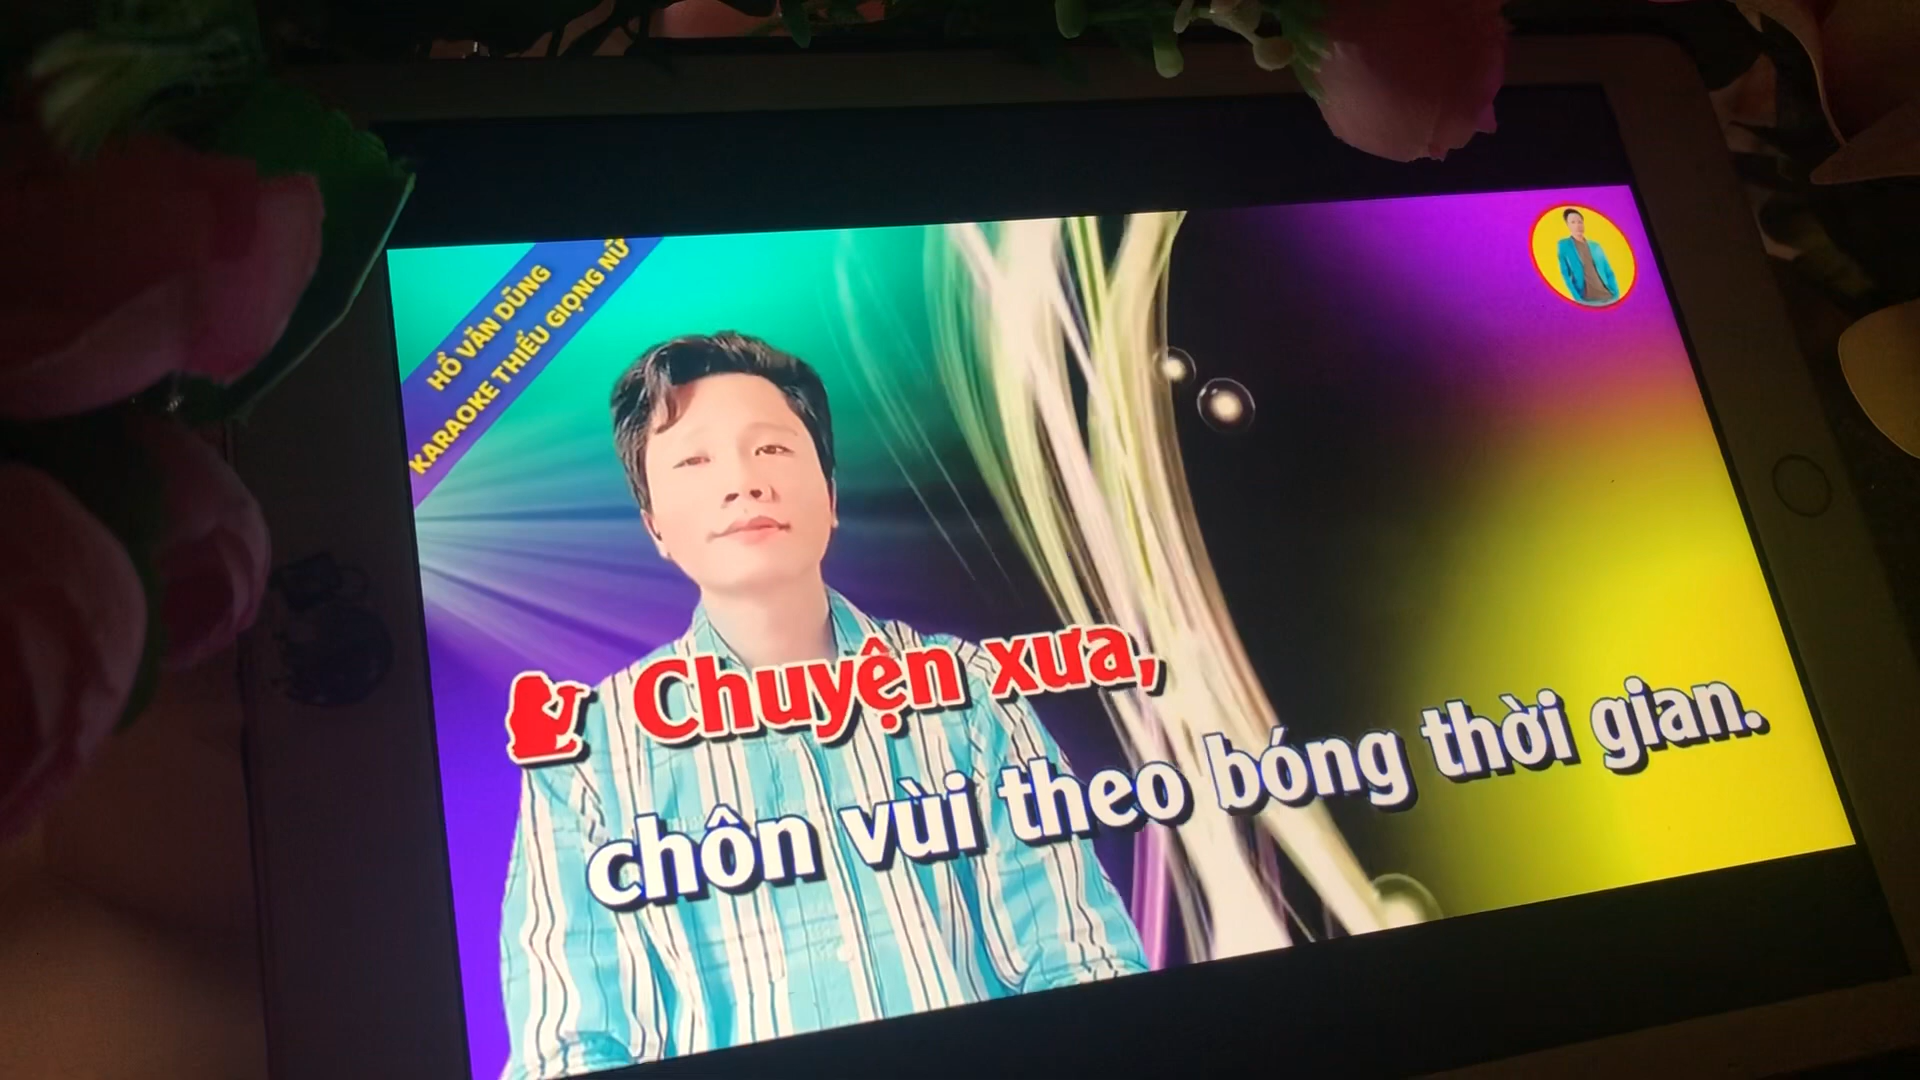 HỒ VĂN DŨNG
KARAOKE THIẾU GIỌNG NỮ
Chuyện xưa,
chôn vùi theo bóng thời gian.